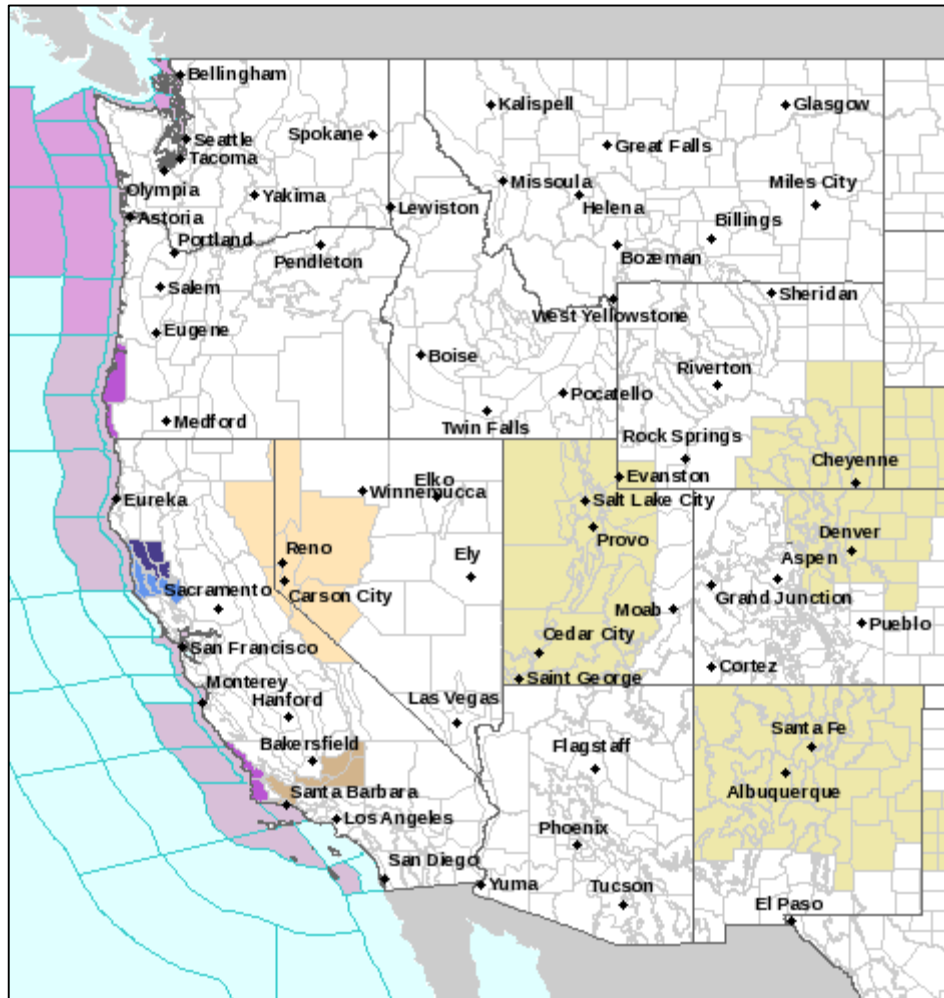 Bellingham
Kalispell
Glasgow
Seattle
Spokane
Great Falls
Tacoma
Missoula
Miles City
Olympia
Yakima
Lewiston
Helena
Astoria
Billings
Portland
Pendleton
Bozeman
Salem
Sheridan
West Yellowstone
Eugene
Boise
Riverton
Pocatello
Medford
Twin Falls
Rock Springs
Cheyenne
Elko
Evanston
Winnemucca
Eureka
Salt Lake City
Provo
Denver
Reno
Ely
Aspen
Sacramento
Carson City
Grand Junction
Moab
Pueblo
Cedar City
San Francisco
Cortez
Saint George
Monterey
Hanford
Las Vegas
Santa Fe
Bakersfield
Flagstaff
Albuquerque
Santa Barbara
Los Angeles
Phoenix
San Diego
Yuma
Tucson
El Paso